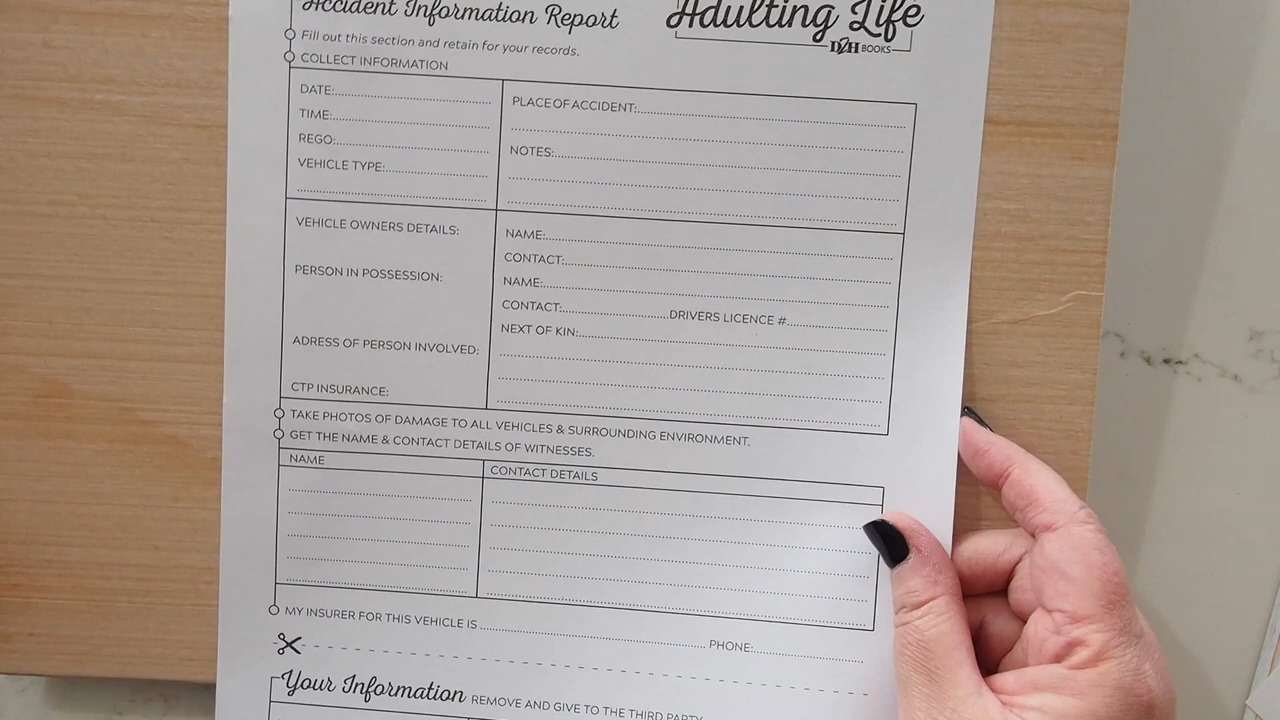 Accident Information Report
Adulting Life
D2H BOOKS
Fill out this section and retain for your records.
COLLECT INFORMATION
DATE:
TIME:
REGO:
VEHICLE TYPE:
PLACE OF ACCIDENT:
NOTES:
VEHICLE OWNERS DETAILS:
PERSON IN POSSESSION:
ADRESS OF PERSON INVOLVED:
CTP INSURANCE:
NAME:
CONTACT:
NAME:
CONTACT: DRIVERS LICENCE #
NEXT OF KIN:
TAKE PHOTOS OF DAMAGE TO ALL VEHICLES & SURROUNDING ENVIRONMENT.
GET THE NAME & CONTACT DETAILS OF WITNESSES.
NAME
CONTACT DETAILS
MY INSURER FOR THIS VEHICLE IS PHONE:
Your Information REMOVE AND GIVE TO THE THIRD PARTY